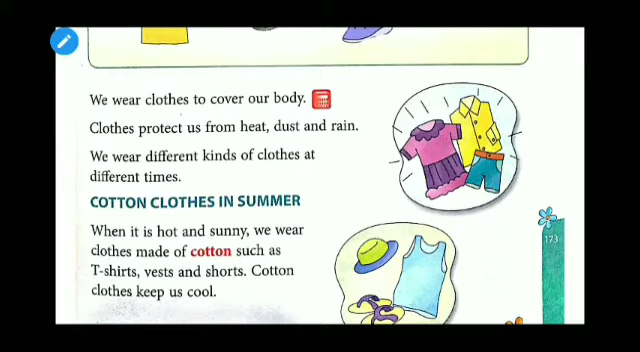 We wear clothes to cover our body.
Clothes protect us from heat, dust and rain.
We wear different kinds of clothes at
different times.
COTTON CLOTHES IN SUMMER
When it is hot and sunny, we wear
clothes made of cotton such as
T-shirts, vests and shorts. Cotton
clothes keep us cool.
173